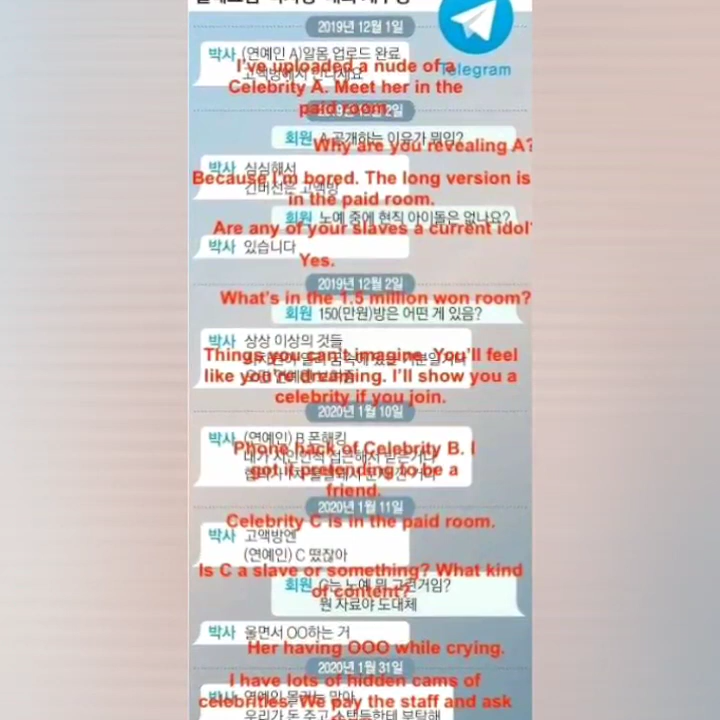 2019년 12월 1일
박사 (연예인 A)알몸 업로드 완료
I've uploaded a nude of a
Celebrity A. Meet her in the
paid room.
Telegram
회원 A 공개하는 이유가 뭐임?
Why are you revealing A?
박사 심심해서
Because I'm bored. The long version is
in the paid room.
회원 노예 중에 현직 아이돌은 없나요?
Are any of your slaves a current idol
박사 있습니다
Yes.
2019년 12월 2일
What's in the 1.5 million won room?
회원 150(만원)방은 어떤 게 있음?
박사 상상 이상의 것들
Things you can't imagine. You'll feel
like you're dreaming. I'll show you a
celebrity if you join.
2020년 1월 10일
박사 (연예인) B 폰해킹
Phone hack of Celebrity B. I
got it pretending to be a
friend.
2020년 1월 11일
Celebrity C is in the paid room.
박사 고액방엔
(연예인) C 떴잖아
Is C a slave or something? What kind
of content?
회원 C는 노예 뭐 그런거임?
뭔 자료야 도대체
박사 울면서 OO하는 거
Her having OOO while crying.
2020년 1월 31일
I have lots of hidden cams of
celebrities. We pay the staff and ask
박사
우리가 돈 주고 스탭들한테 부탁해